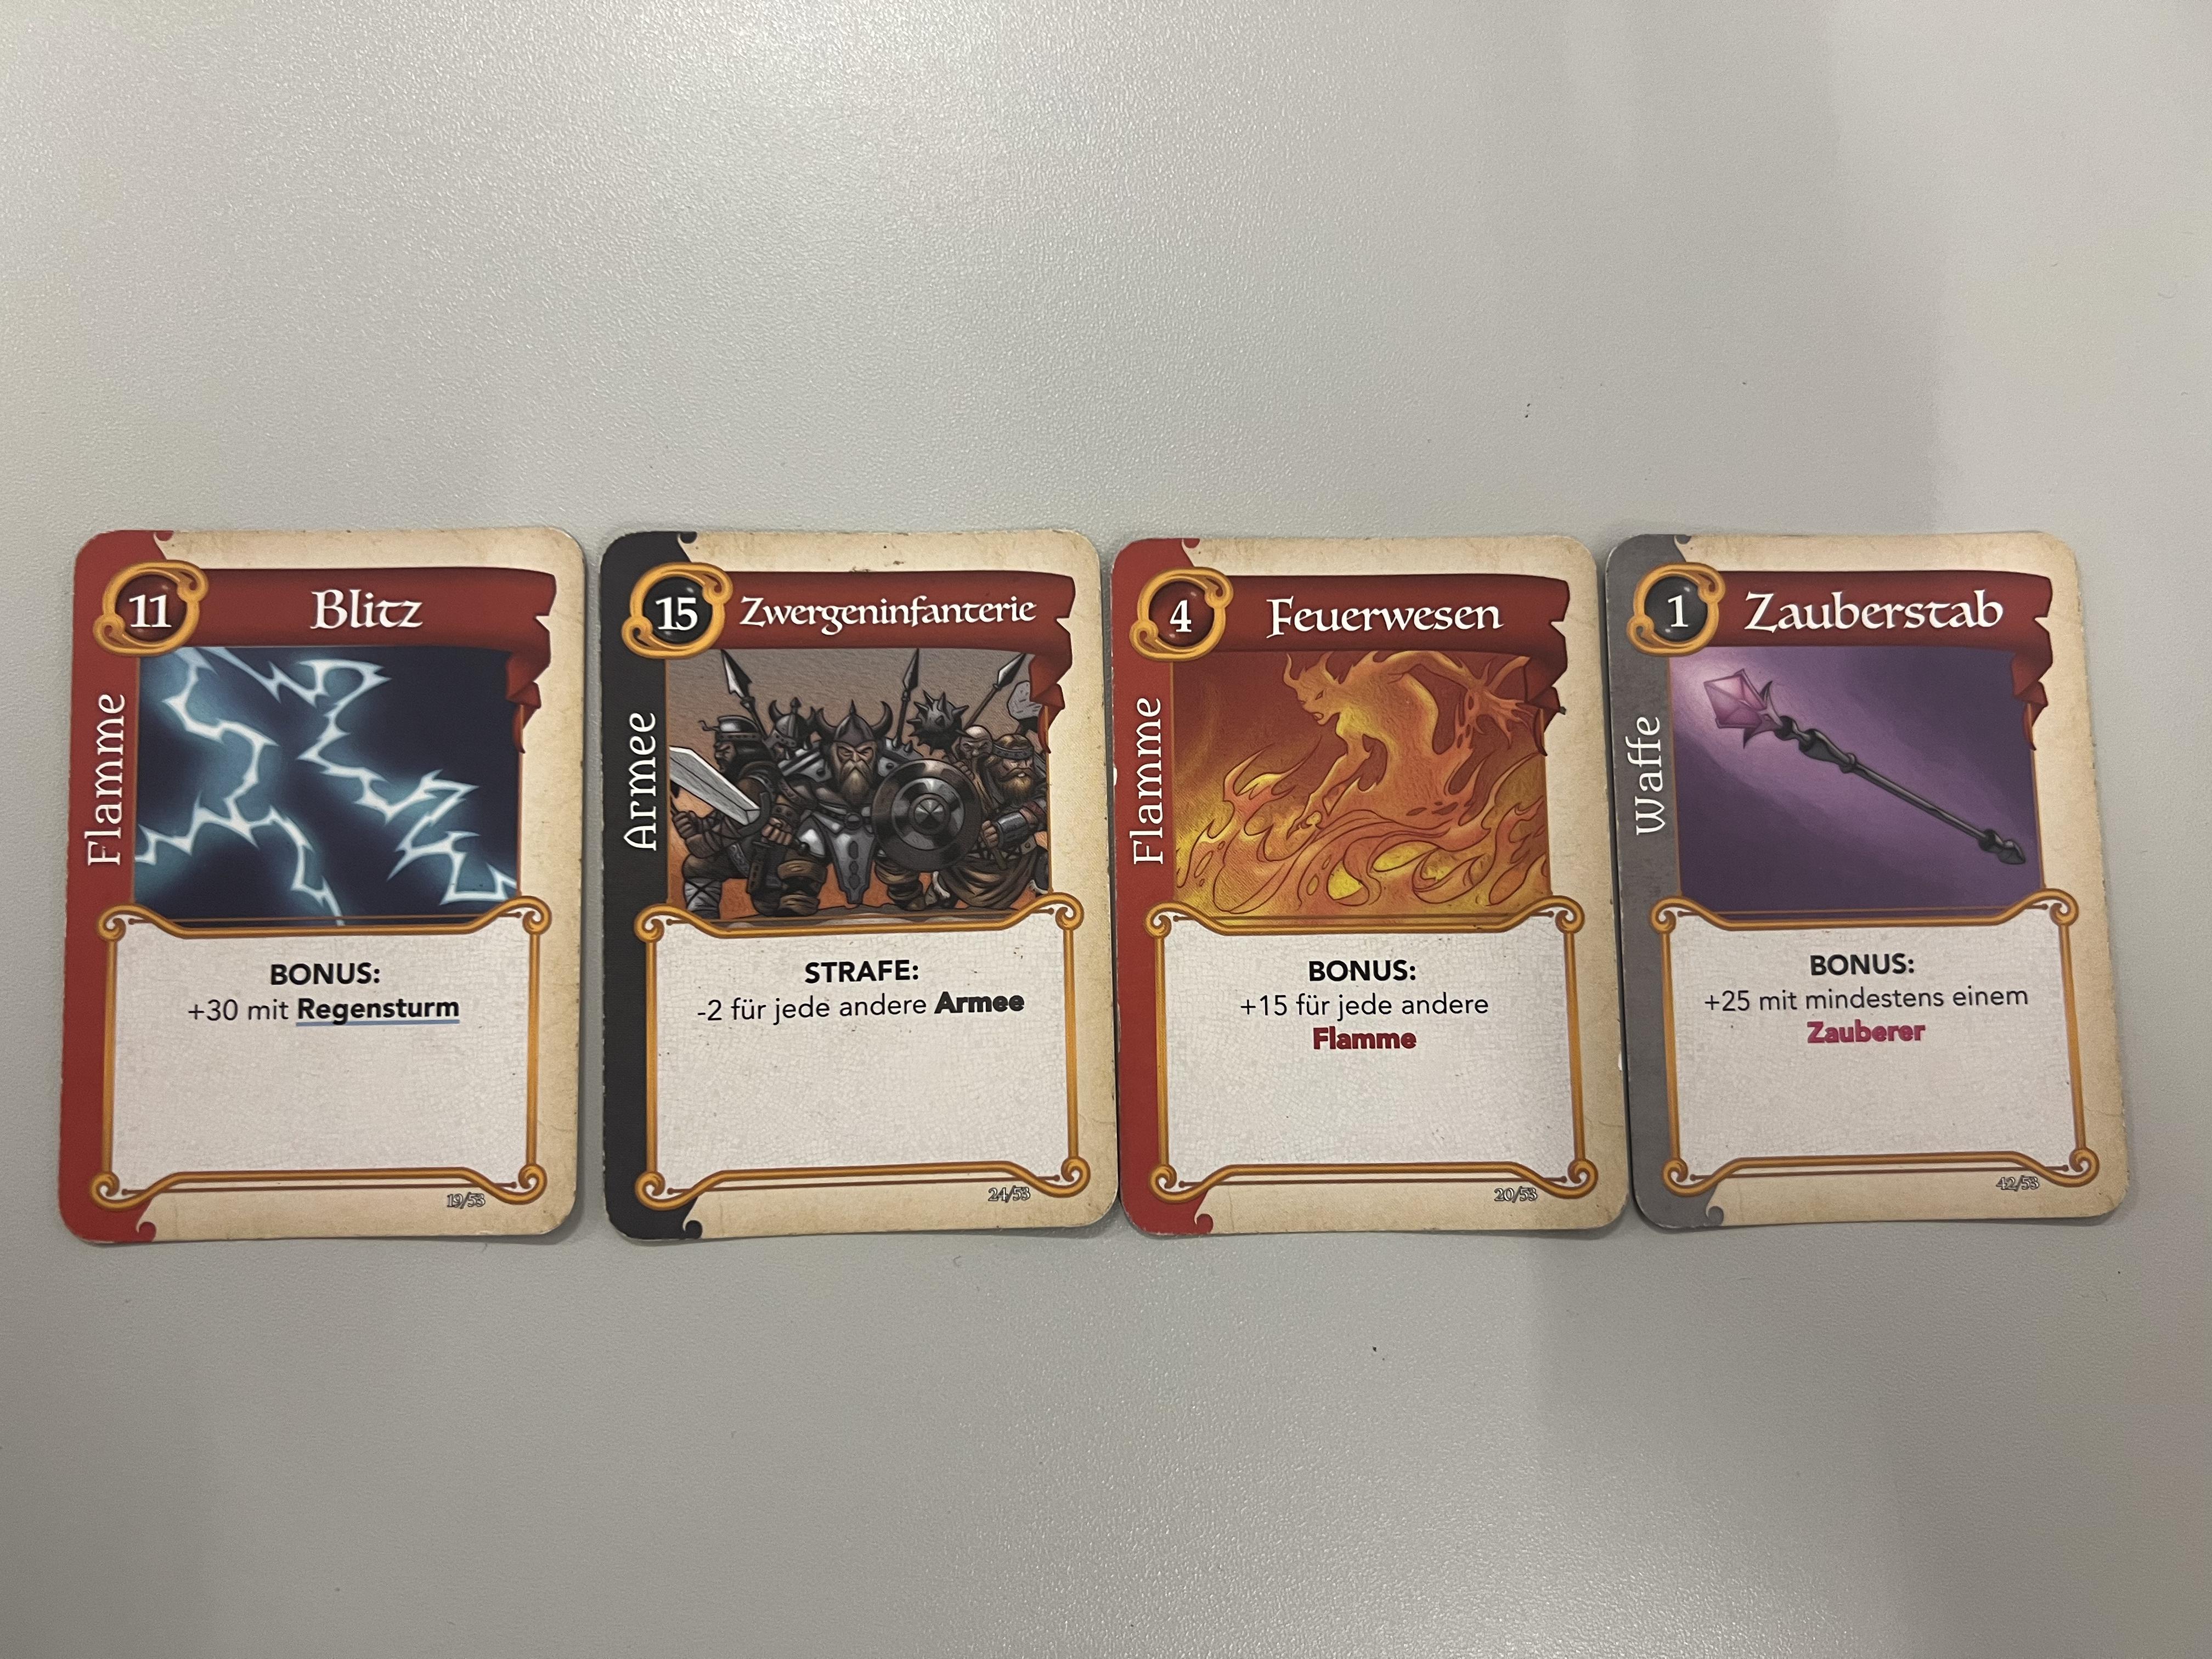 11 Blitz
Flamme
BONUS:
+30 mit Regensturm
19/53
15 Zwergeninfanterie
Armee
STRAFE:
-2 für jede andere Armee
24/53
4 Feuerwesen
Flamme
BONUS:
+15 für jede andere
Flamme
20/53
1 Zauberstab
Waffe
BONUS:
+25 mit mindestens einem
Zauberer
42/53